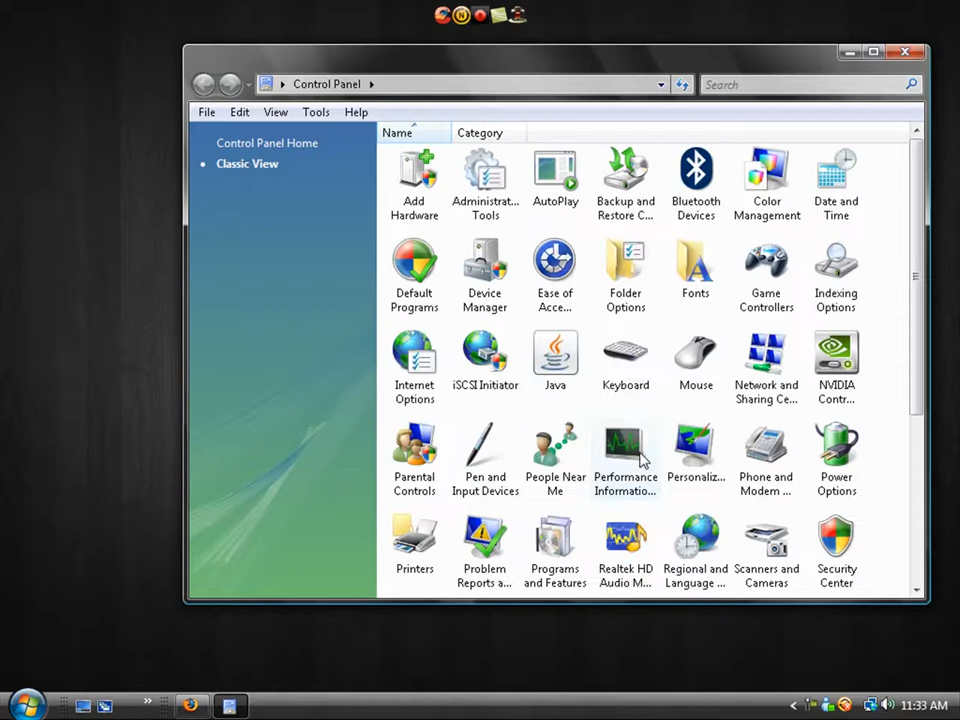 Control Panel
Search
File Edit View Tools Help
Control Panel Home
Classic View
Name Category
Add Hardware
Administrat... Tools
AutoPlay
Backup and Restore C...
Bluetooth Devices
Color Management
Date and Time
Default Programs
Device Manager
Ease of Acce...
Folder Options
Fonts
Game Controllers
Indexing Options
Internet Options
iSCSI Initiator
Java
Keyboard
Mouse
Network and Sharing Ce...
NVIDIA Contr...
Parental Controls
Pen and Input Devices
People Near Me
Performance Informatio...
Personaliz...
Phone and Modem ...
Power Options
Printers
Problem Reports a...
Programs and Features
Realtek HD Audio M...
Regional and Language ...
Scanners and Cameras
Security Center
11:33 AM